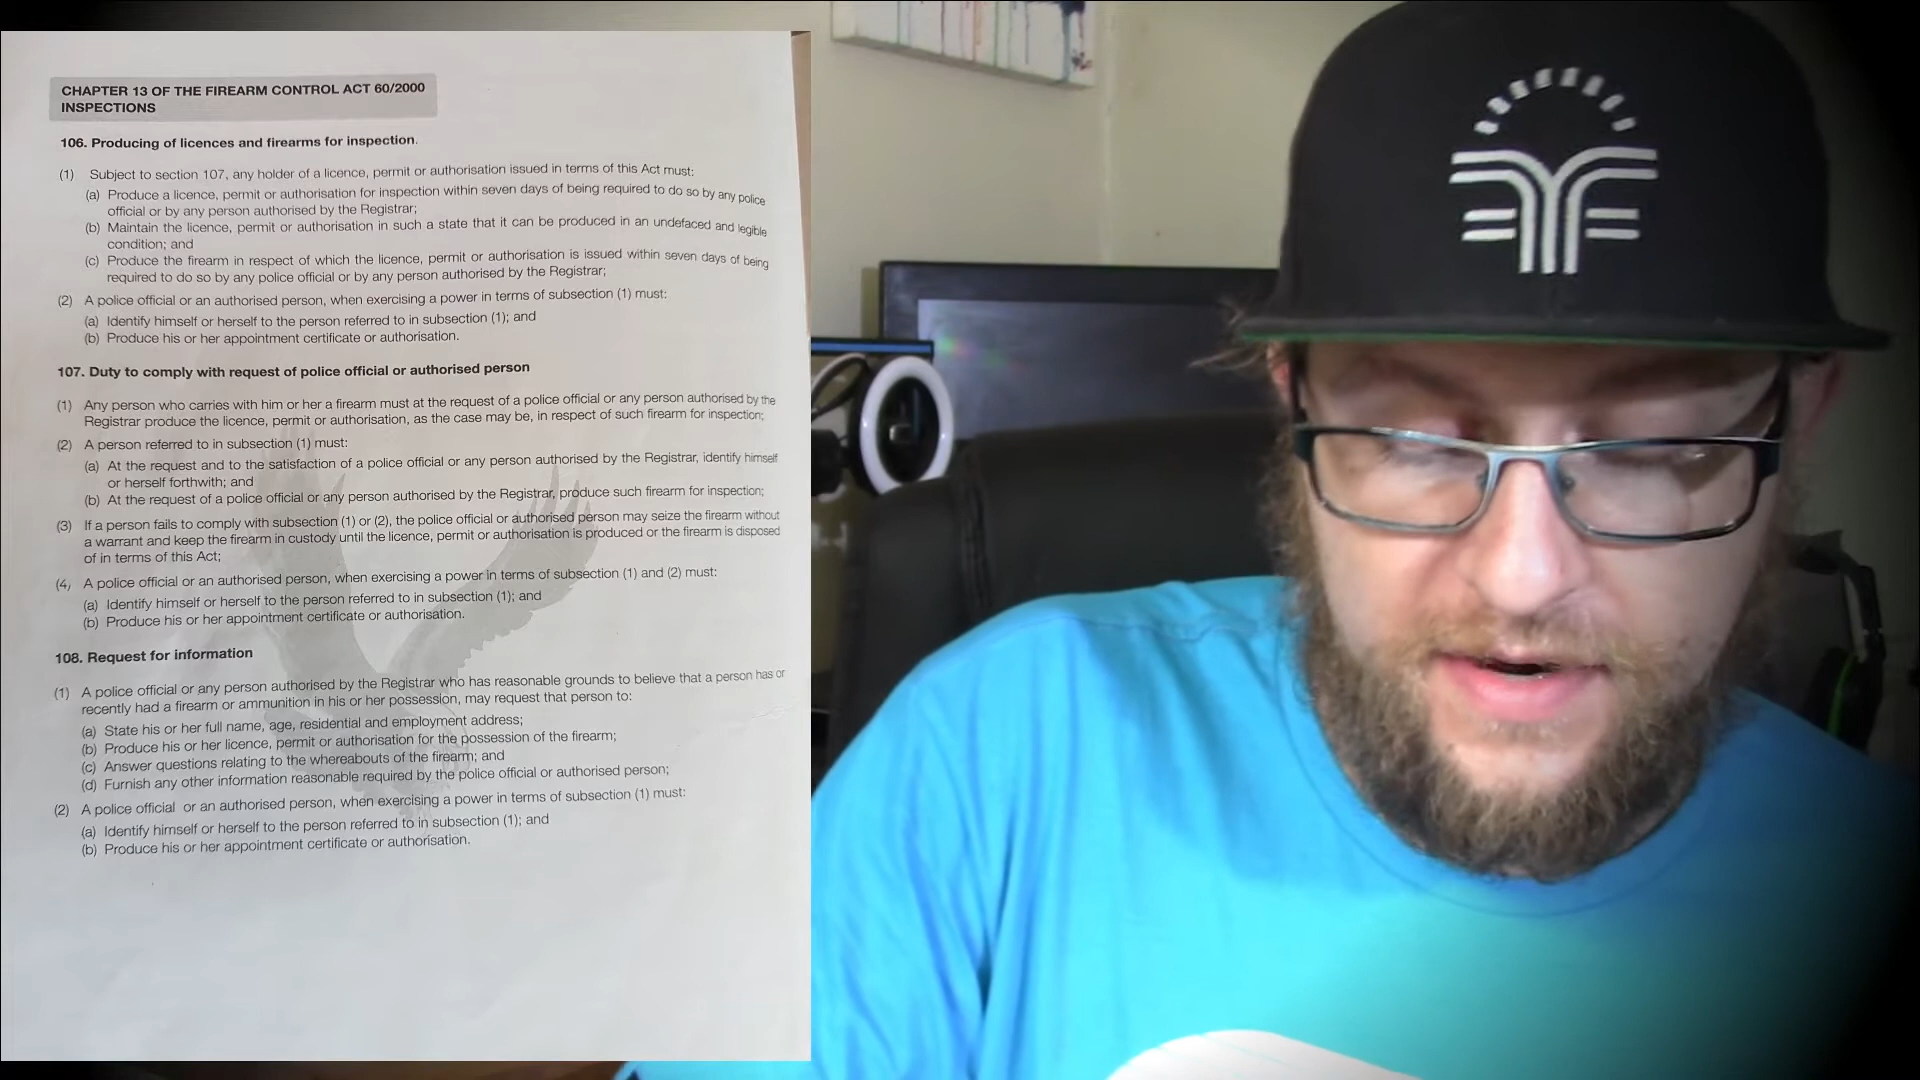 CHAPTER 13 OF THE FIREARM CONTROL ACT 60/2000
INSPECTIONS
106. Producing of licences and firearms for inspection.
(1) Subject to section 107, any holder of a licence, permit or authorisation issued in terms of this Act must:
(a) Produce a licence, permit or authorisation for inspection within seven days of being required to do so by any police
official or by any person authorised by the Registrar;
(b) Maintain the licence, permit or authorisation in such a state that it can be produced in an undefaced and legible
condition; and
(c) Produce the firearm in respect of which the licence, permit or authorisation is issued within seven days of being
required to do so by any police official or by any person authorised by the Registrar;
(2) A police official or an authorised person, when exercising a power in terms of subsection (1) must:
(a) Identify himself or herself to the person referred to in subsection (1); and
(b) Produce his or her appointment certificate or authorisation.
107. Duty to comply with request of police official or authorised person
(1) Any person who carries with him or her a firearm must at the request of a police official or any person authorised by the
Registrar produce the licence, permit or authorisation, as the case may be, in respect of such firearm for inspection;
(2) A person referred to in subsection (1) must:
(a) At the request and to the satisfaction of a police official or any person authorised by the Registrar, identify himself
or herself forthwith; and
(b) At the request of a police official or any person authorised by the Registrar, produce such firearm for inspection;
(3) If a person fails to comply with subsection (1) or (2), the police official or authorised person may seize the firearm without
a warrant and keep the firearm in custody until the licence, permit or authorisation is produced or the firearm is disposed
of in terms of this Act;
(4, A police official or an authorised person, when exercising a power in terms of subsection (1) and (2) must:
(a) Identify himself or herself to the person referred to in subsection (1); and
(b) Produce his or her appointment certificate or authorisation.
108. Request for information
(1) A police official or any person authorised by the Registrar who has reasonable grounds to believe that a person has or
recently had a firearm or ammunition in his or her possession, may request that person to:
(a) State his or her full name, age, residential and employment address;
(b) Produce his or her licence, permit or authorisation for the possession of the firearm;
(c) Answer questions relating to the whereabouts of the firearm; and
(d) Furnish any other information reasonable required by the police official or authorised person;
(2) A police official or an authorised person, when exercising a power in terms of subsection (1) must:
(a) Identify himself or herself to the person referred to in subsection (1); and
(b) Produce his or her appointment certificate or authorisation.